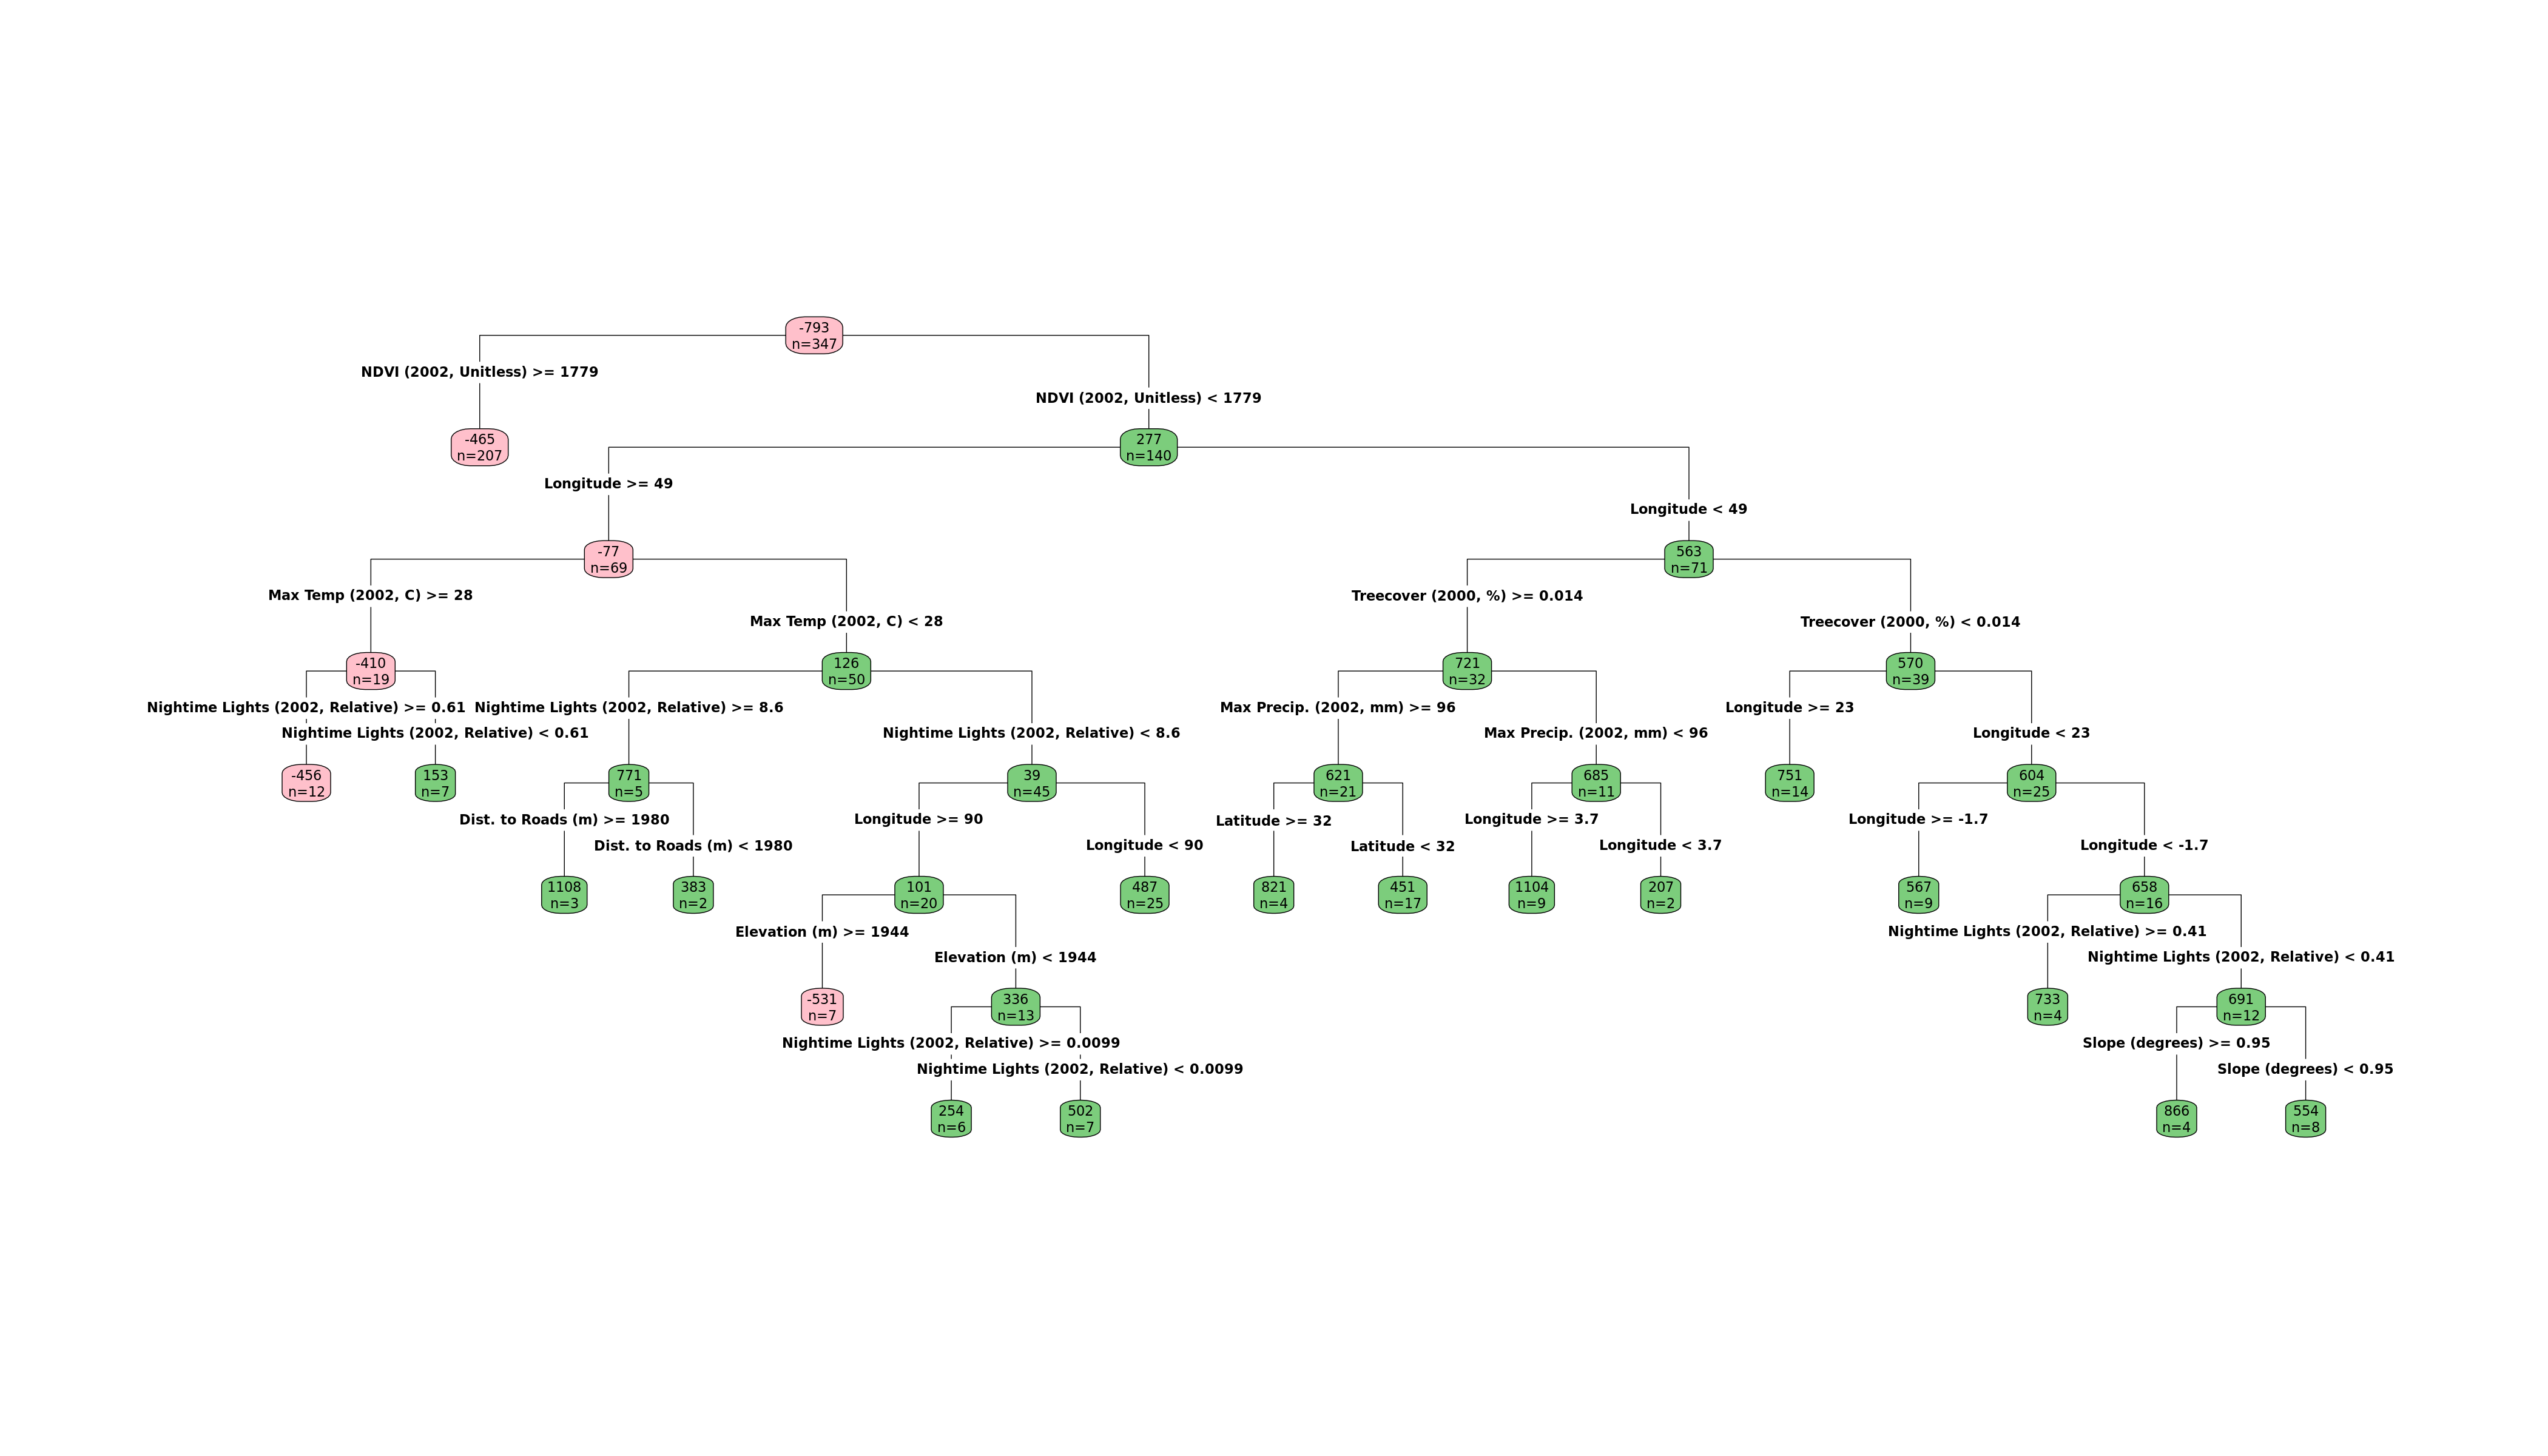 -793
n=347
NDVI (2002, Unitless) >= 1779
NDVI (2002, Unitless) < 1779
-465
n=207
277
n=140
Longitude >= 49
Longitude < 49
-77
n=69
563
n=71
Max Temp (2002, C) >= 28
Max Temp (2002, C) < 28
Treecover (2000, %) >= 0.014
Treecover (2000, %) < 0.014
-410
n=19
126
n=50
721
n=32
570
n=39
Nightime Lights (2002, Relative) >= 0.61
Nightime Lights (2002, Relative) < 0.61
Nightime Lights (2002, Relative) >= 8.6
Nightime Lights (2002, Relative) < 8.6
Max Precip. (2002, mm) >= 96
Max Precip. (2002, mm) < 96
Longitude >= 23
Longitude < 23
-456
n=12
153
n=7
771
n=5
39
n=45
621
n=21
685
n=11
751
n=14
604
n=25
Dist. to Roads (m) >= 1980
Dist. to Roads (m) < 1980
Longitude >= 90
Longitude < 90
Latitude >= 32
Latitude < 32
Longitude >= 3.7
Longitude < 3.7
Longitude >= -1.7
Longitude < -1.7
1108
n=3
383
n=2
101
n=20
487
n=25
821
n=4
451
n=17
1104
n=9
207
n=2
567
n=9
658
n=16
Elevation (m) >= 1944
Elevation (m) < 1944
Nightime Lights (2002, Relative) >= 0.41
Nightime Lights (2002, Relative) < 0.41
-531
n=7
336
n=13
733
n=4
691
n=12
Nightime Lights (2002, Relative) >= 0.0099
Nightime Lights (2002, Relative) < 0.0099
Slope (degrees) >= 0.95
Slope (degrees) < 0.95
254
n=6
502
n=7
866
n=4
554
n=8